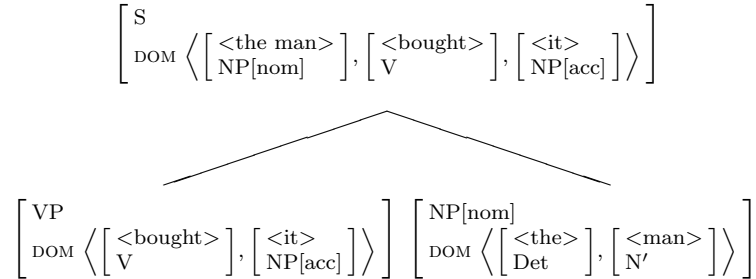 S
DOM ⟨[<the man> NP[nom]], [<bought> V], [<it> NP[acc]]⟩
VP
DOM ⟨[<bought> V], [<it> NP[acc]]⟩
NP[nom]
DOM ⟨[<the> Det], [<man> N′]⟩